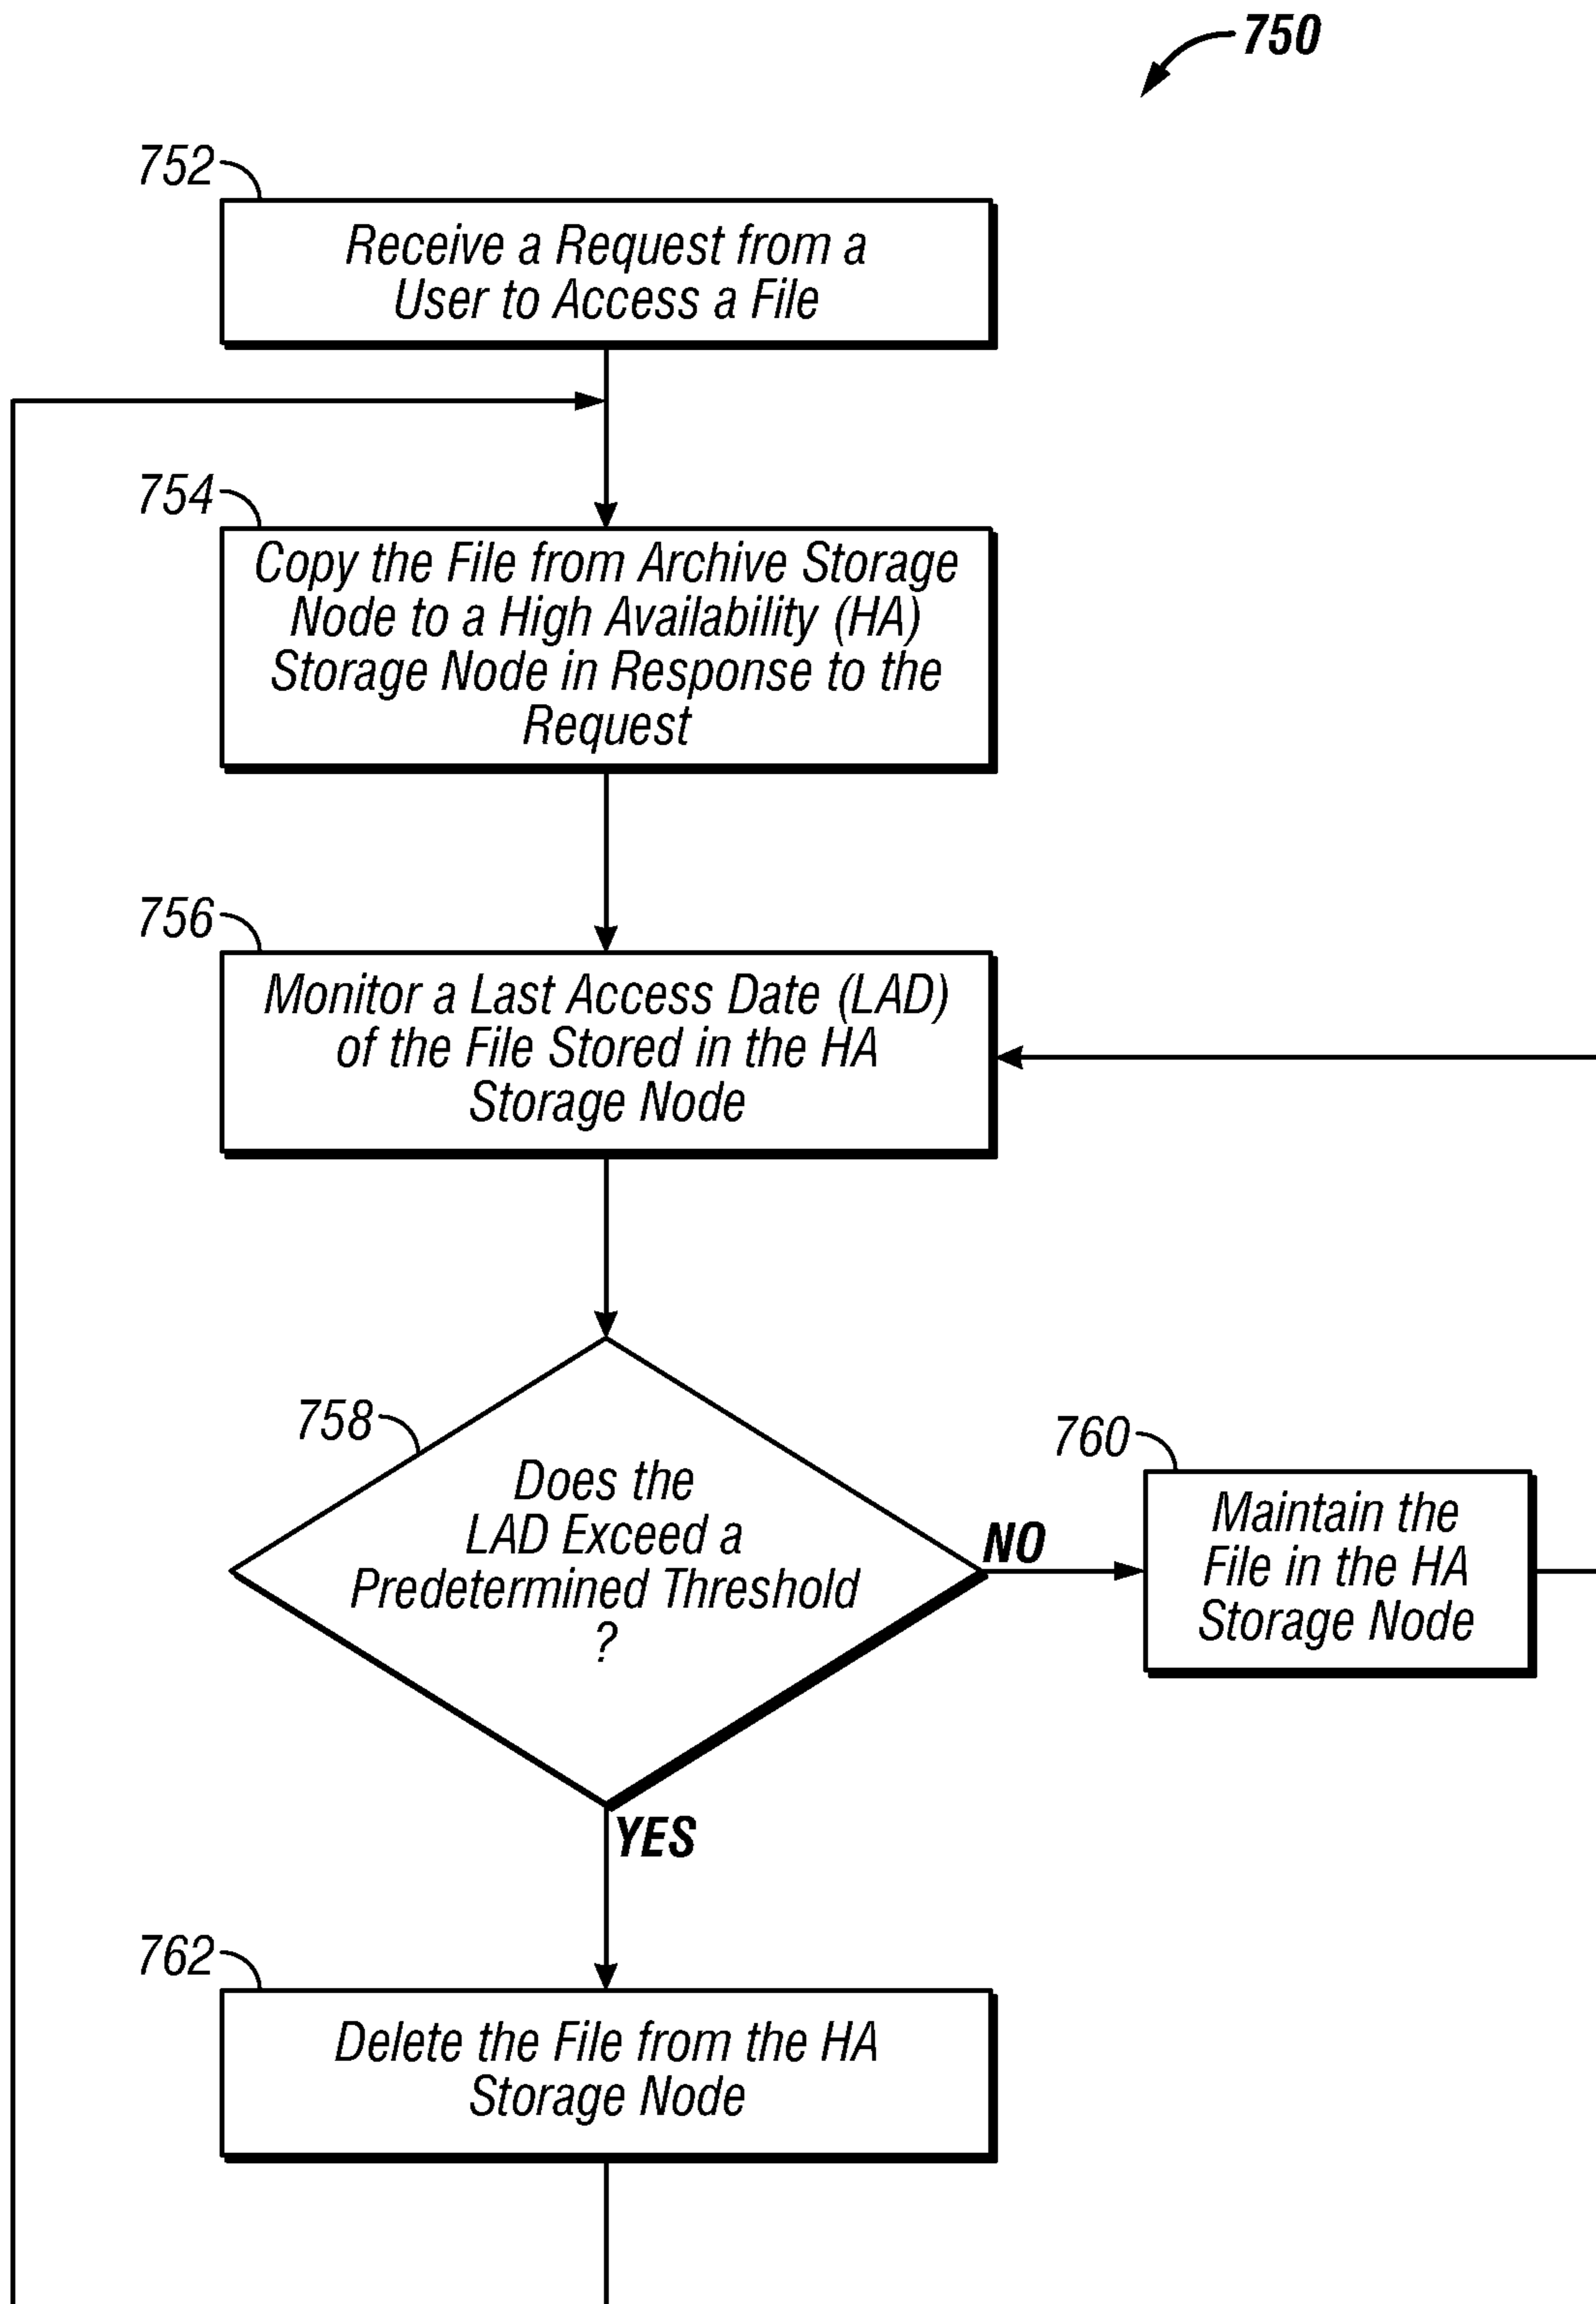 750
752
Receive a Request from a
User to Access a File
754
Copy the File from Archive Storage
Node to a High Availability (HA)
Storage Node in Response to the
Request
756
Monitor a Last Access Date (LAD)
of the File Stored in the HA
Storage Node
758
Does the
LAD Exceed a
Predetermined Threshold
?
NO
760
Maintain the
File in the HA
Storage Node
YES
762
Delete the File from the HA
Storage Node